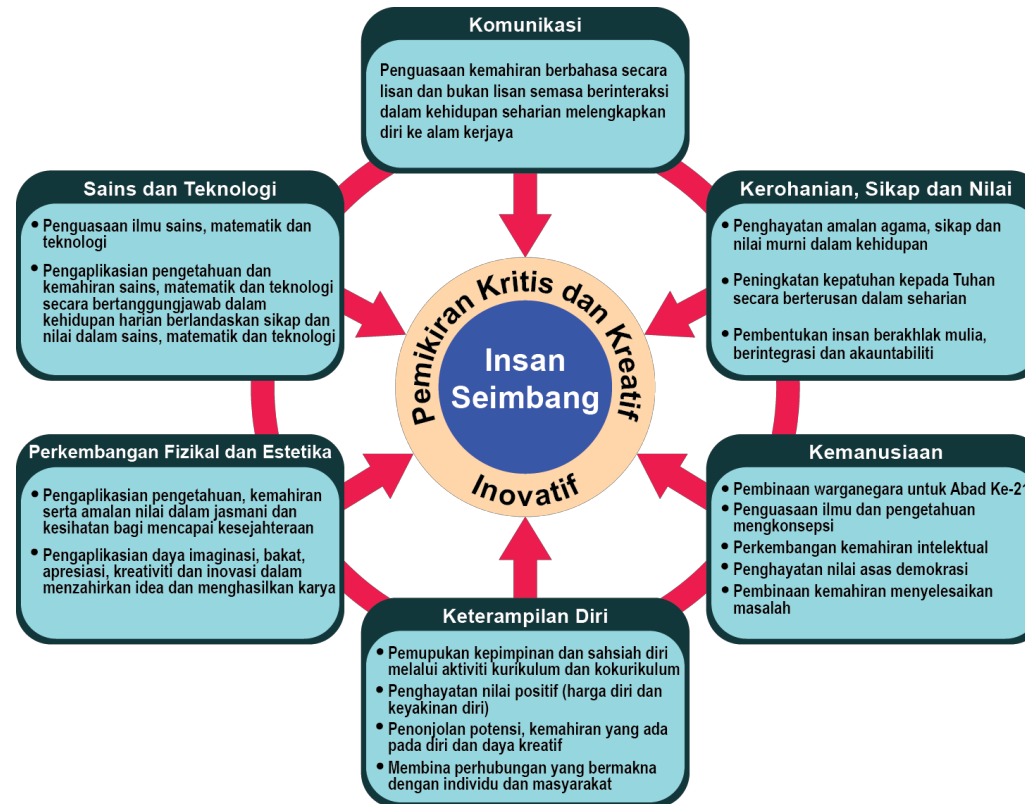 Komunikasi
Penguasaan kemahiran berbahasa secara
lisan dan bukan lisan semasa berinteraksi
dalam kehidupan seharian melengkapkan
diri ke alam kerjaya
Sains dan Teknologi
• Penguasaan ilmu sains, matematik dan
teknologi
• Pengaplikasian pengetahuan dan
kemahiran sains, matematik dan teknologi
secara bertanggungjawab dalam
kehidupan harian berlandaskan sikap dan
nilai dalam sains, matematik dan teknologi
Kerohanian, Sikap dan Nilai
• Penghayatan amalan agama, sikap dan
nilai murni dalam kehidupan
• Peningkatan kepatuhan kepada Tuhan
secara berterusan dalam seharian
• Pembentukan insan berakhlak mulia,
berintegrasi dan akauntabiliti
Pemikiran Kritis dan Kreatif
Insan
Seimbang
Inovatif
Perkembangan Fizikal dan Estetika
• Pengaplikasian pengetahuan, kemahiran
serta amalan nilai dalam jasmani dan
kesihatan bagi mencapai kesejahteraan
• Pengaplikasian daya imaginasi, bakat,
apresiasi, kreativiti dan inovasi dalam
menzahirkan idea dan menghasilkan karya
Kemanusiaan
• Pembinaan warganegara untuk Abad Ke-21
• Penguasaan ilmu dan pengetahuan
mengkonsepsi
• Perkembangan kemahiran intelektual
• Penghayatan nilai asas demokrasi
• Pembinaan kemahiran menyelesaikan
masalah
Keterampilan Diri
• Pemupukan kepimpinan dan sahsiah diri
melalui aktiviti kurikulum dan kokurikulum
• Penghayatan nilai positif (harga diri dan
keyakinan diri)
• Penonjolan potensi, kemahiran yang ada
pada diri dan daya kreatif
• Membina perhubungan yang bermakna
dengan individu dan masyarakat